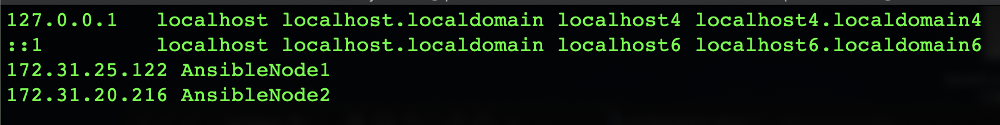 127.0.0.1   localhost localhost.localdomain localhost4 localhost4.localdomain4
::1         localhost localhost.localdomain localhost6 localhost6.localdomain6
172.31.25.122 AnsibleNode1
172.31.20.216 AnsibleNode2